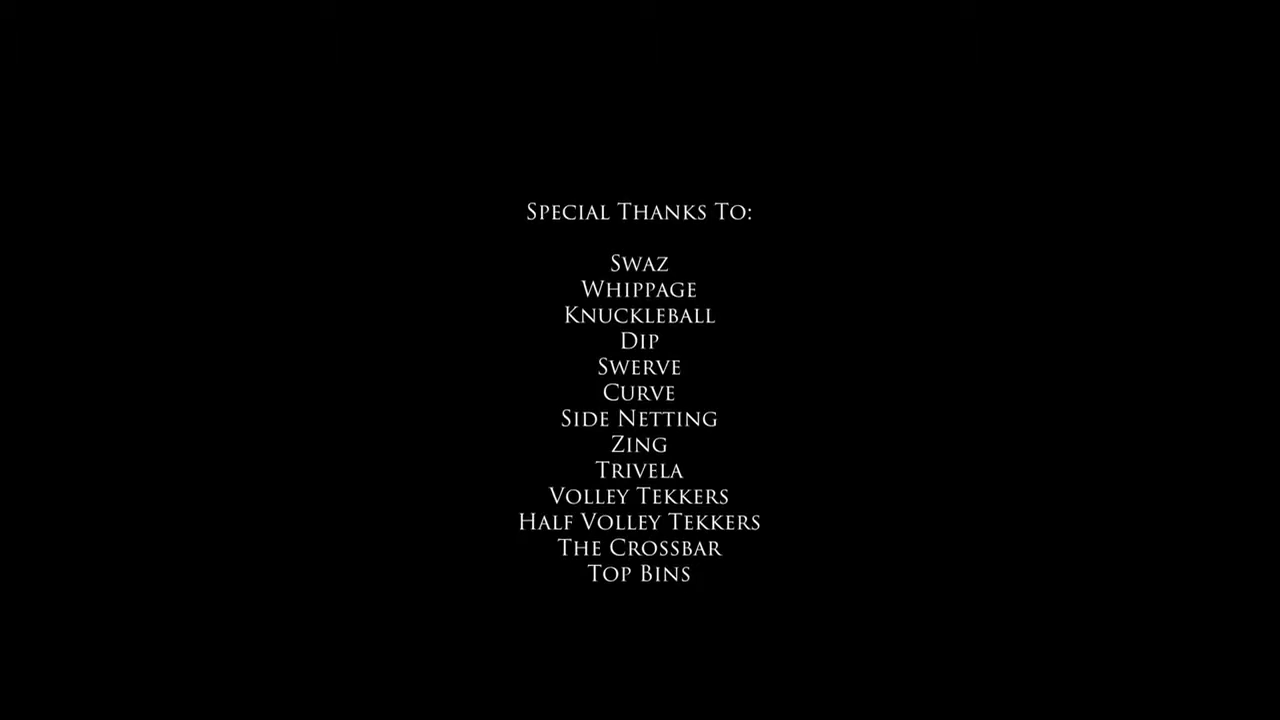 Special Thanks To:
Swaz
Whippage
Knuckleball
Dip
Swerve
Curve
Side Netting
Zing
Trivela
Volley Tekkers
Half Volley Tekkers
The Crossbar
Top Bins